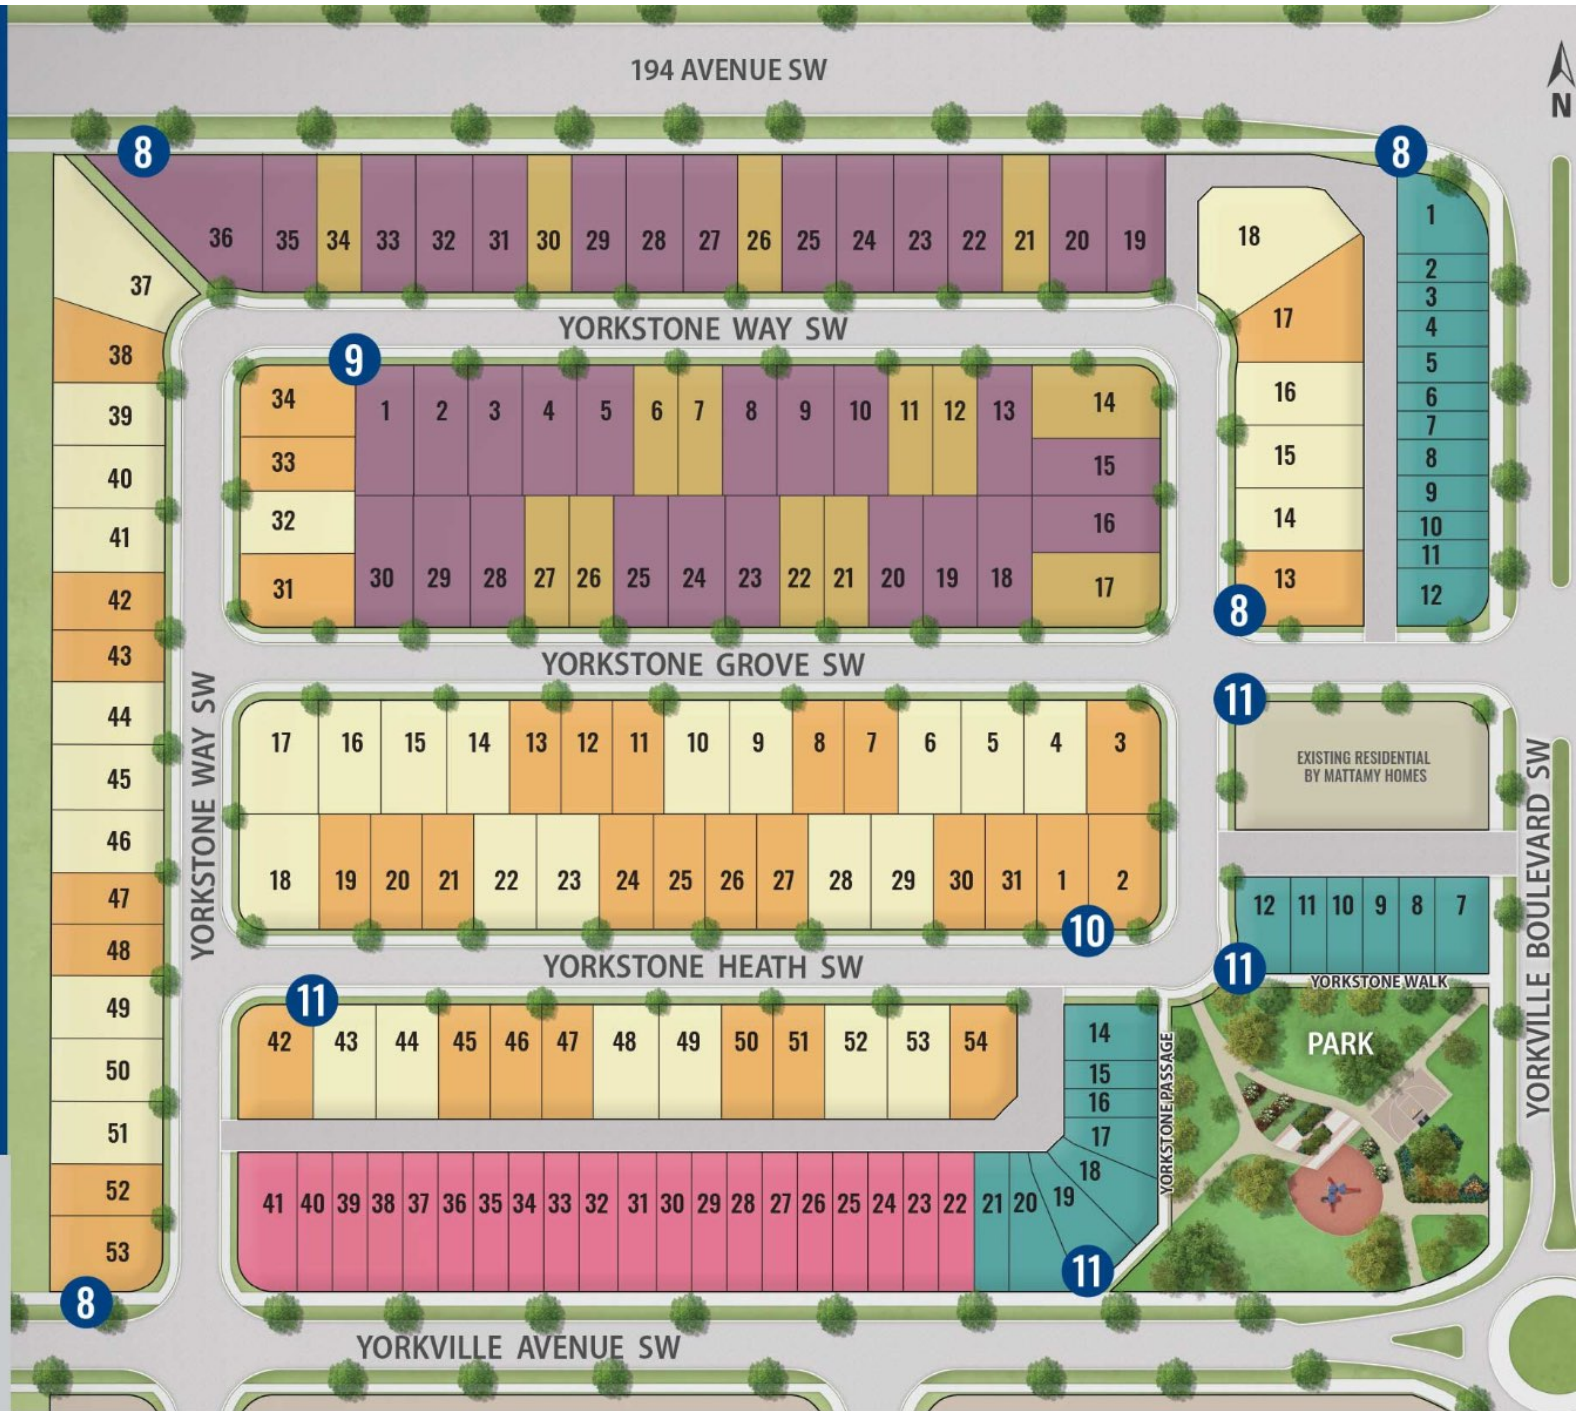 194 AVENUE SW
N
8
8
36 35 34 33 32 31 30 29 28 27 26 25 24 23 22 21 20 19
18
1
2
3
4
5
6
7
8
9
10
11
12
17
16
15
14
13
8
37
38
39
40
41
42
43
44
45
46
47
48
49
50
51
52
53
8
YORKSTONE WAY SW
9
34
33
32
31
1 2 3 4 5 6 7 8 9 10 11 12 13
14
15
16
17
30 29 28 27 26 25 24 23 22 21 20 19 18
YORKSTONE GROVE SW
YORKSTONE WAY SW
17 16 15 14 13 12 11 10 9 8 7 6 5 4 3
18 19 20 21 22 23 24 25 26 27 28 29 30 31 1 2
10
11
EXISTING RESIDENTIAL
BY MATTAMY HOMES
YORKVILLE BOULEVARD SW
12 11 10 9 8 7
11
YORKSTONE WALK
YORKSTONE HEATH SW
11
42 43 44 45 46 47 48 49 50 51 52 53 54
14
15
16
17
18
19
YORKSTONE PASSAGE
PARK
41 40 39 38 37 36 35 34 33 32 31 30 29 28 27 26 25 24 23 22 21 20
11
YORKVILLE AVENUE SW